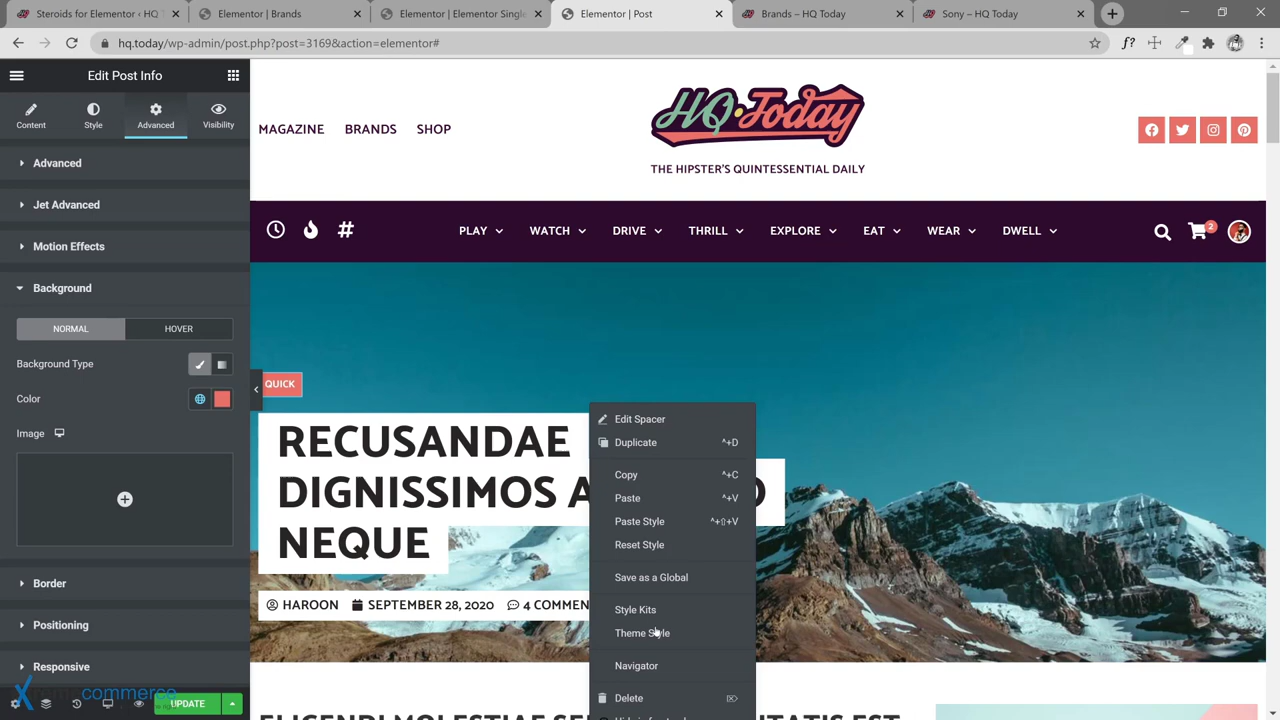 Steroids for Elementor : ‹ HQ T
Elementor | Brands
Elementor | Elementor Single
Elementor | Post
Brands – HQ Today
Sony – HQ Today
hq.today/wp-admin/post.php?post=3169&action=elementor#
Edit Post Info
Content
Style
Advanced
Visibility
Advanced
Jet Advanced
Motion Effects
Background
NORMAL
HOVER
Background Type
Color
Image
Border
Positioning
Responsive
commerce
UPDATE
MAGAZINE
BRANDS
SHOP
HQ Today
THE HIPSTER'S QUINTESSENTIAL DAILY
PLAY
WATCH
DRIVE
THRILL
EXPLORE
EAT
WEAR
DWELL
2
QUICK
RECUSANDAE
DIGNISSIMOS
NEQUE
HAROON
SEPTEMBER 28, 2020
4 COMMEN
Edit Spacer
Duplicate ^+D
Copy ^+C
Paste ^+V
Paste Style ^+⇧+V
Reset Style
Save as a Global
Style Kits
Theme Style
Navigator
Delete